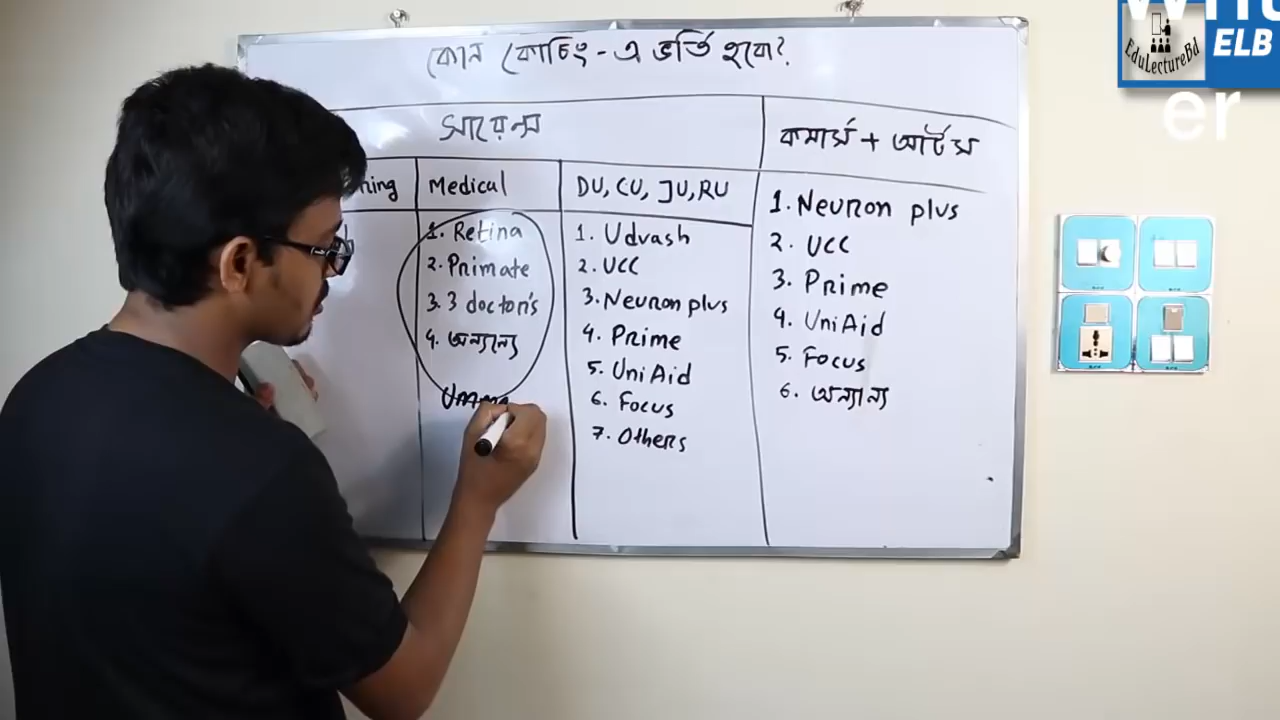 কোন কোচিং-এ ভর্তি হবো?
সায়েন্স
কমার্স + আর্টস
Medical
1. Retina
2. Primate
3. 3 doctor's
4. অন্যান্যে
DU, CU, JU, RU
1. Udvash
2. UCC
3. Neuron plus
4. Prime
5. UniAid
6. Focus
7. Others
1. Neuron plus
2. UCC
3. Prime
4. UniAid
5. Focus
6. অন্যান্য
EduLectureBd
ELB
er